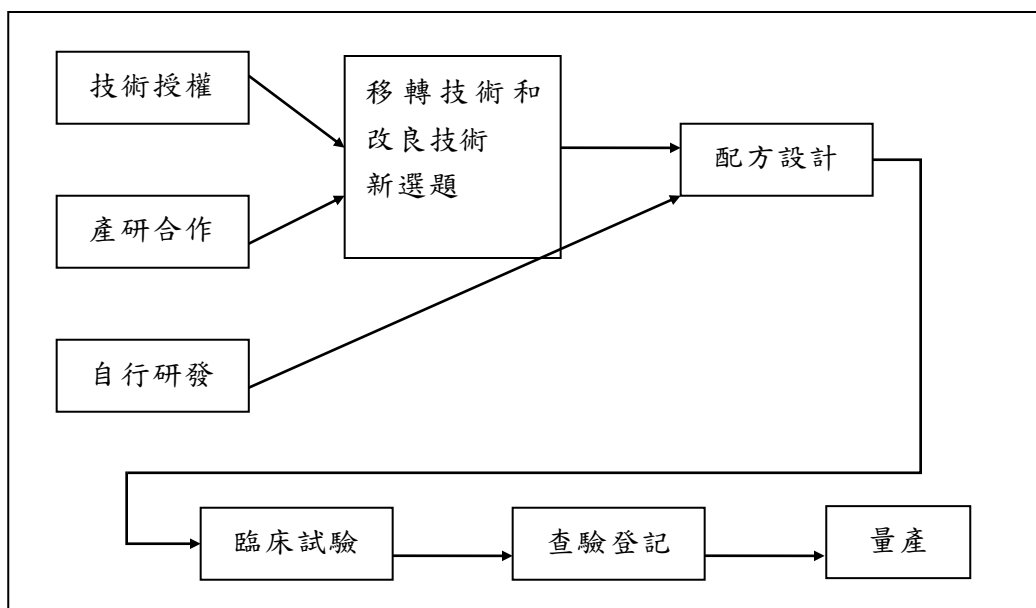 技術授權
移轉技術和
改良技術
新選題
配方設計
產研合作
自行研發
臨床試驗
查驗登記
量產